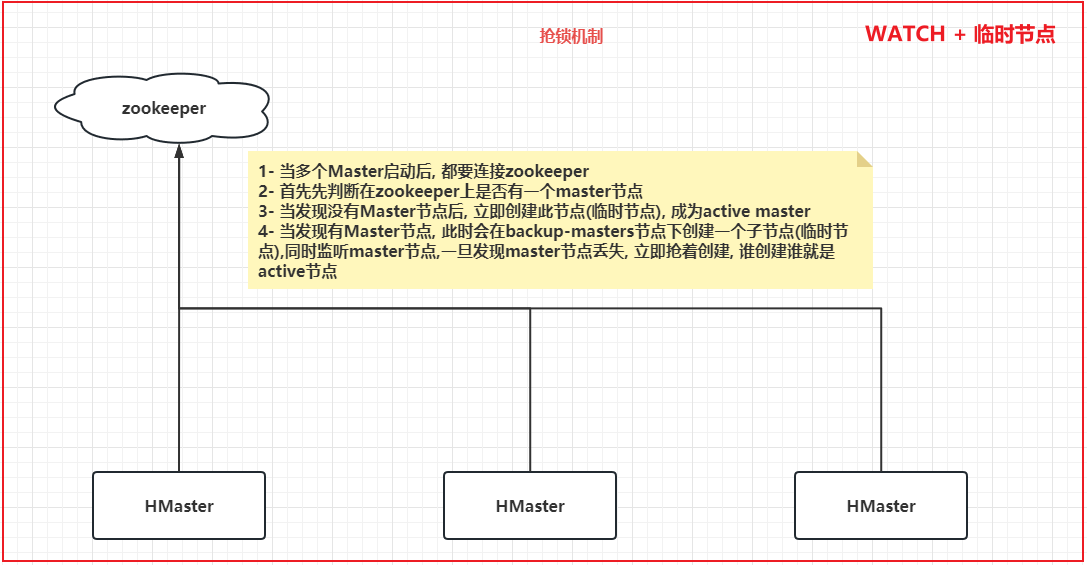 抢锁机制
WATCH + 临时节点
zookeeper
1- 当多个Master启动后, 都要连接zookeeper
2- 首先先判断在zookeeper上是否有一个master节点
3- 当发现没有Master节点后, 立即创建此节点(临时节点), 成为active master
4- 当发现有Master节点, 此时会在backup-masters节点下创建一个子节点(临时节
点),同时监听master节点,一旦发现master节点丢失, 立即抢着创建, 谁创建谁就是
active节点
HMaster
HMaster
HMaster